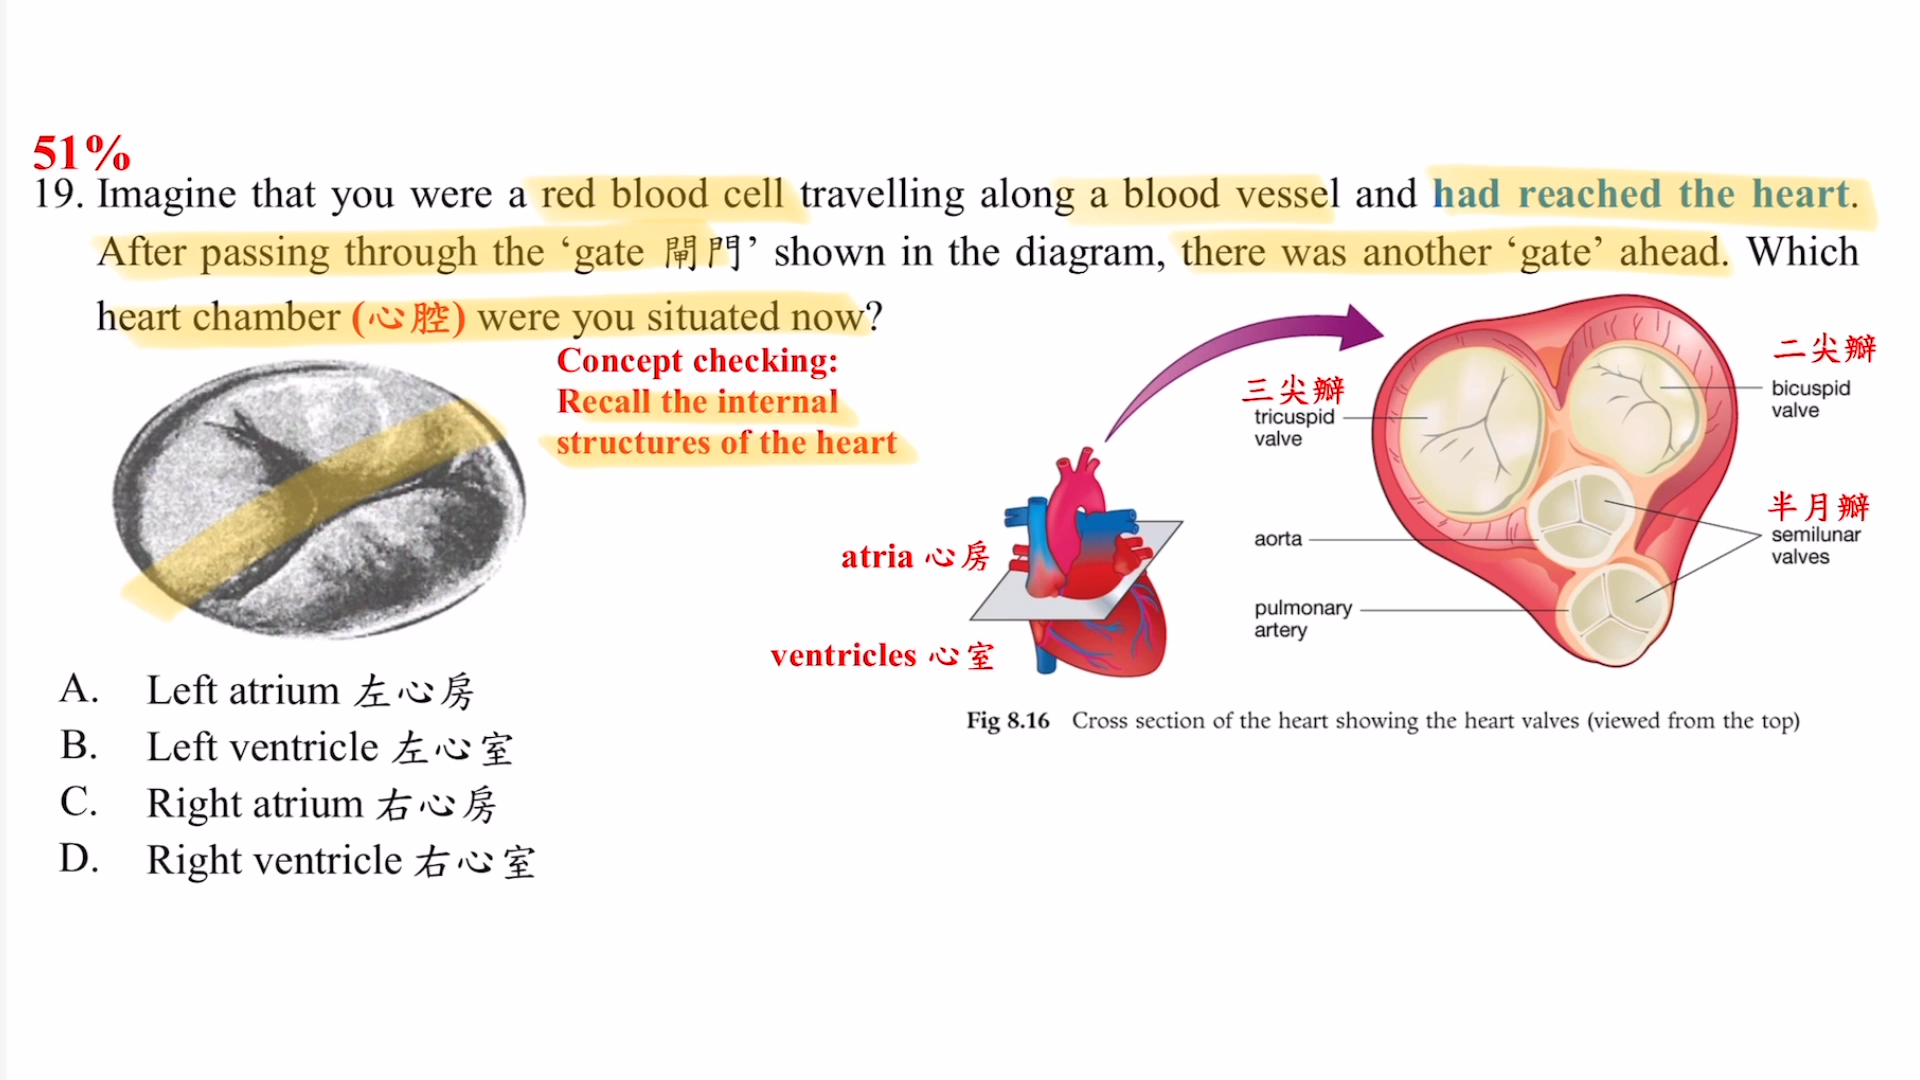 51%
19. Imagine that you were a red blood cell travelling along a blood vessel and had reached the heart.
After passing through the ‘gate 閘門’ shown in the diagram, there was another ‘gate’ ahead. Which
heart chamber (心腔) were you situated now?
Concept checking:
Recall the internal
structures of the heart
A. Left atrium 左心房
B. Left ventricle 左心室
C. Right atrium 右心房
D. Right ventricle 右心室
atria 心房
ventricles 心室
三尖瓣
tricuspid
valve
aorta
pulmonary
artery
二尖瓣
bicuspid
valve
半月瓣
semilunar
valves
Fig 8.16 Cross section of the heart showing the heart valves (viewed from the top)